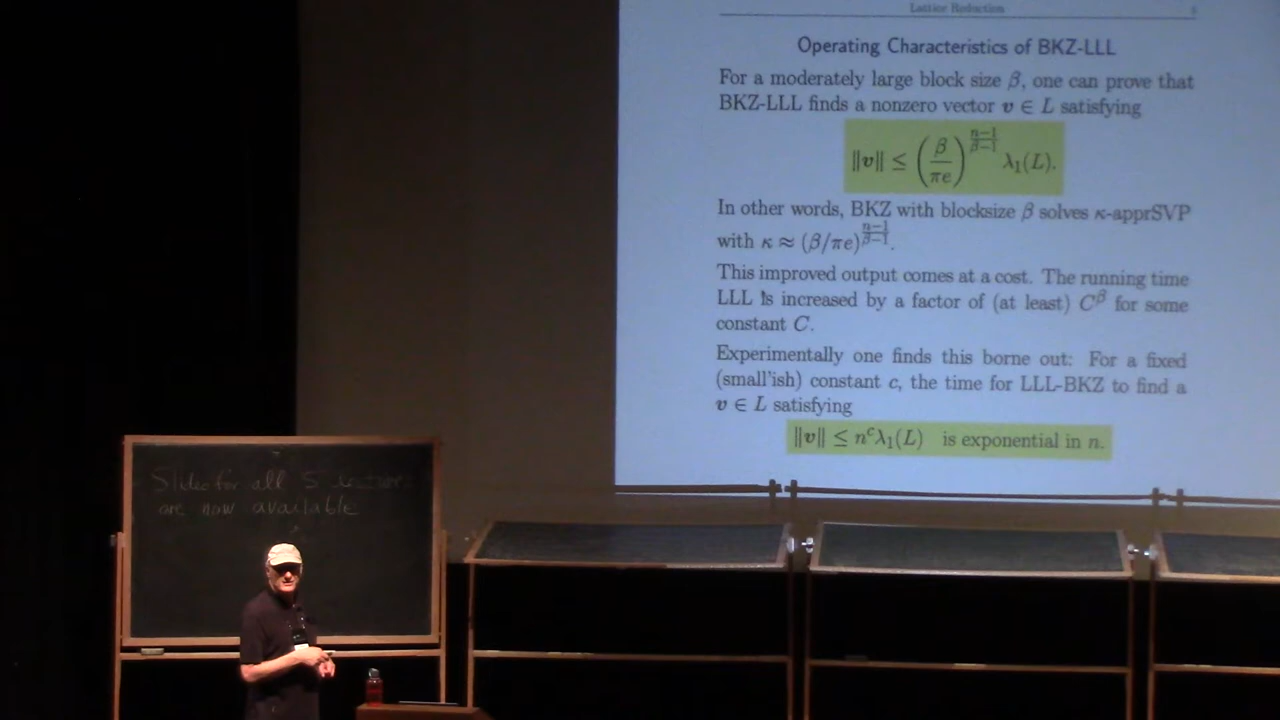 Lattice Reduction
Operating Characteristics of BKZ-LLL
For a moderately large block size β, one can prove that
BKZ-LLL finds a nonzero vector v ∈ L satisfying
‖v‖ ≤ (β/πe)^((n−1)/(β−1)) λ₁(L).
In other words, BKZ with blocksize β solves κ-apprSVP
with κ ≈ (β/πe)^((n−1)/(β−1)).
This improved output comes at a cost. The running time
LLL is increased by a factor of (at least) C^β for some
constant C.
Experimentally one finds this borne out: For a fixed
(small'ish) constant c, the time for LLL-BKZ to find a
v ∈ L satisfying
‖v‖ ≤ n^c λ₁(L) is exponential in n.
Slides for all 5 lectures
are now available